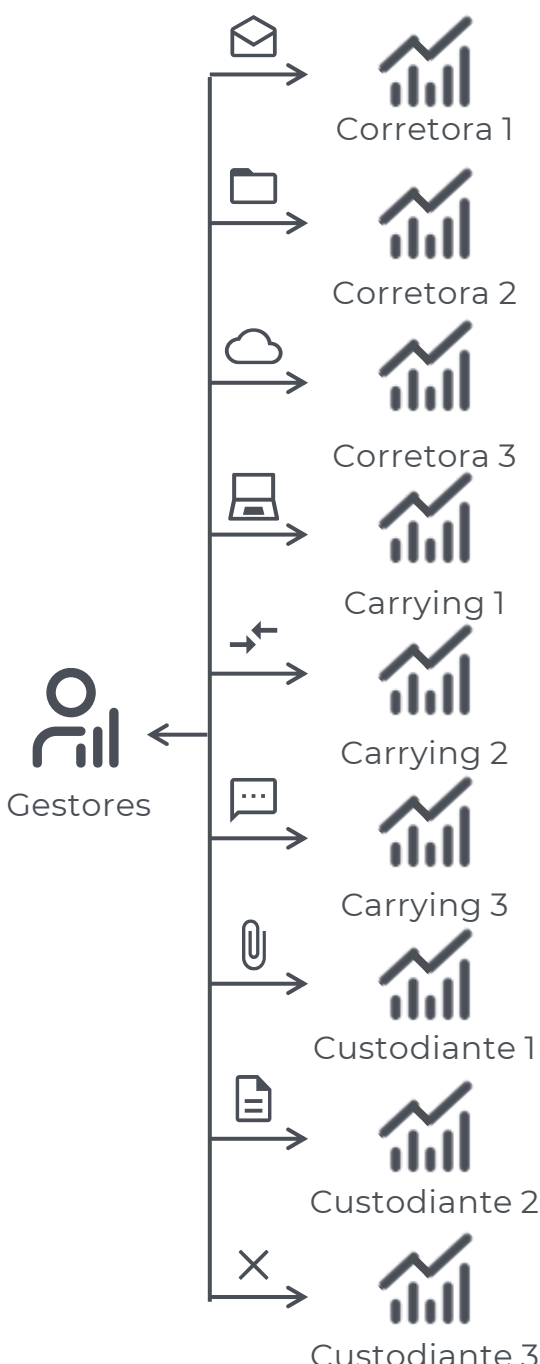 Corretora 1
Corretora 2
Corretora 3
Carrying 1
Carrying 2
Gestores
Carrying 3
Custodiante 1
Custodiante 2
Custodiante 3